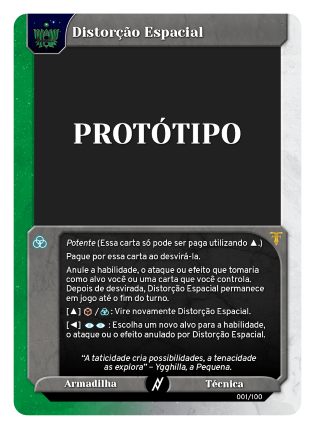 Distorção Espacial
PROTÓTIPO
Potente (Essa carta só pode ser paga utilizando ▲.)
Pague por essa carta ao desvirá-la.
Anule a habilidade, o ataque ou efeito que tomaria
como alvo você ou uma carta que você controla.
Depois de desvirada, Distorção Espacial permanece
em jogo até o fim do turno.
[▲] / : Vire novamente Distorção Espacial.
[◄] : Escolha um novo alvo para a habilidade,
o ataque ou o efeito anulado por Distorção Espacial.
“A taticidade cria possibilidades, a tenacidade
as explora” – Ygghilla, a Pequena.
Armadilha Técnica
001/100